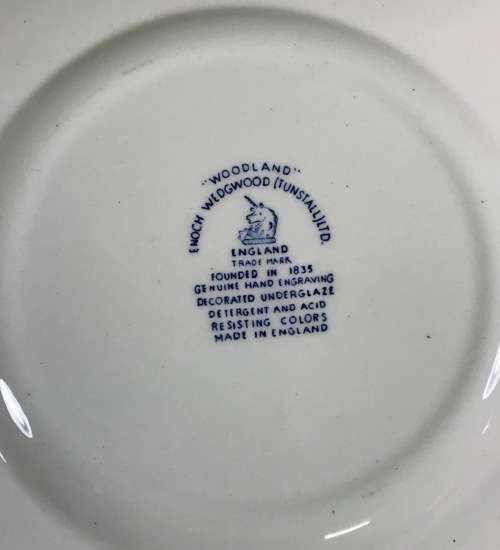 "WOODLAND"
ENOCH WEDGWOOD (TUNSTALL) LTD.
ENGLAND
TRADE MARK
FOUNDED IN 1835
GENUINE HAND ENGRAVING
DECORATED UNDERGLAZE
DETERGENT AND ACID
RESISTING COLORS
MADE IN ENGLAND